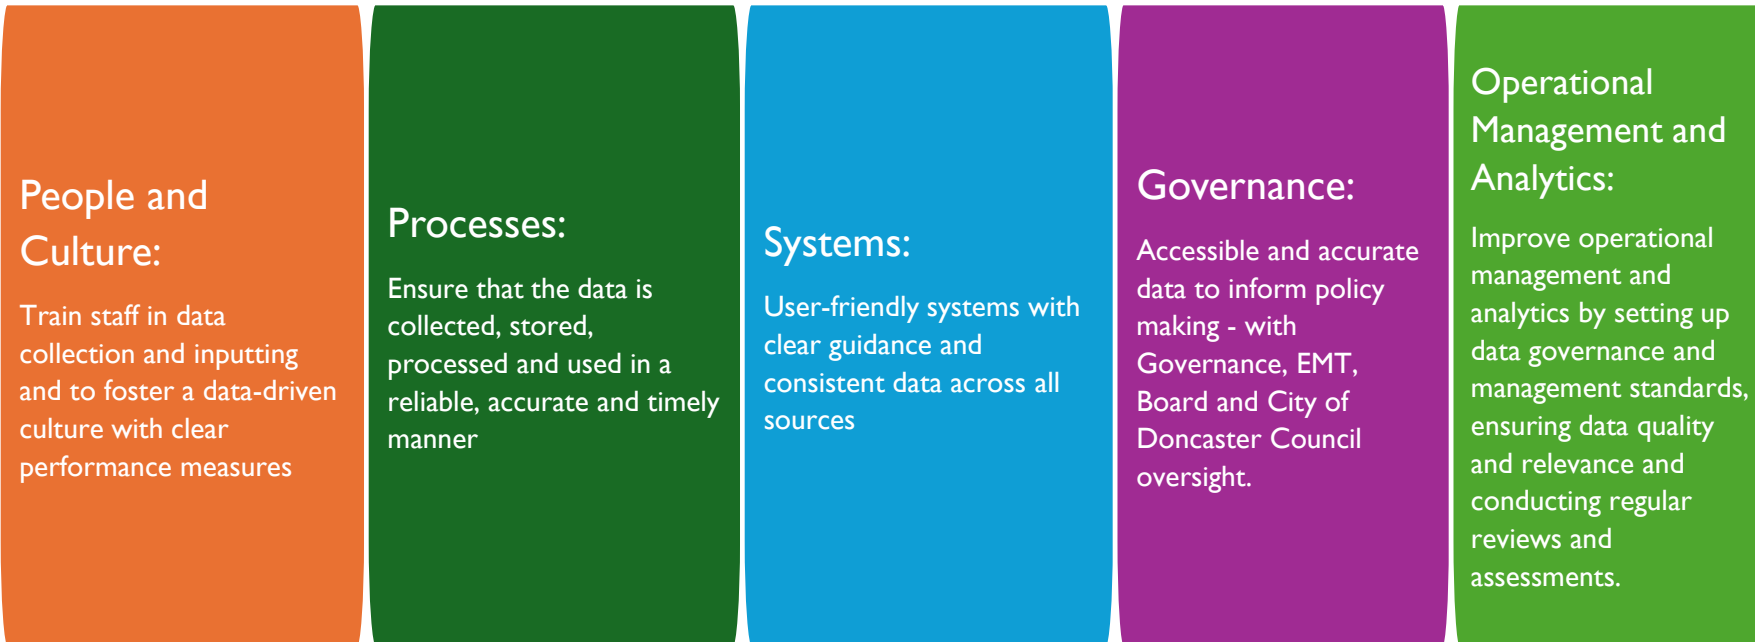 People and
Culture:
Train staff in data
collection and inputting
and to foster a data-driven
culture with clear
performance measures
Processes:
Ensure that the data is
collected, stored,
processed and used in a
reliable, accurate and timely
manner
Systems:
User-friendly systems with
clear guidance and
consistent data across all
sources
Governance:
Accessible and accurate
data to inform policy
making - with
Governance, EMT,
Board and City of
Doncaster Council
oversight.
Operational
Management and
Analytics:
Improve operational
management and
analytics by setting up
data governance and
management standards,
ensuring data quality
and relevance and
conducting regular
reviews and
assessments.